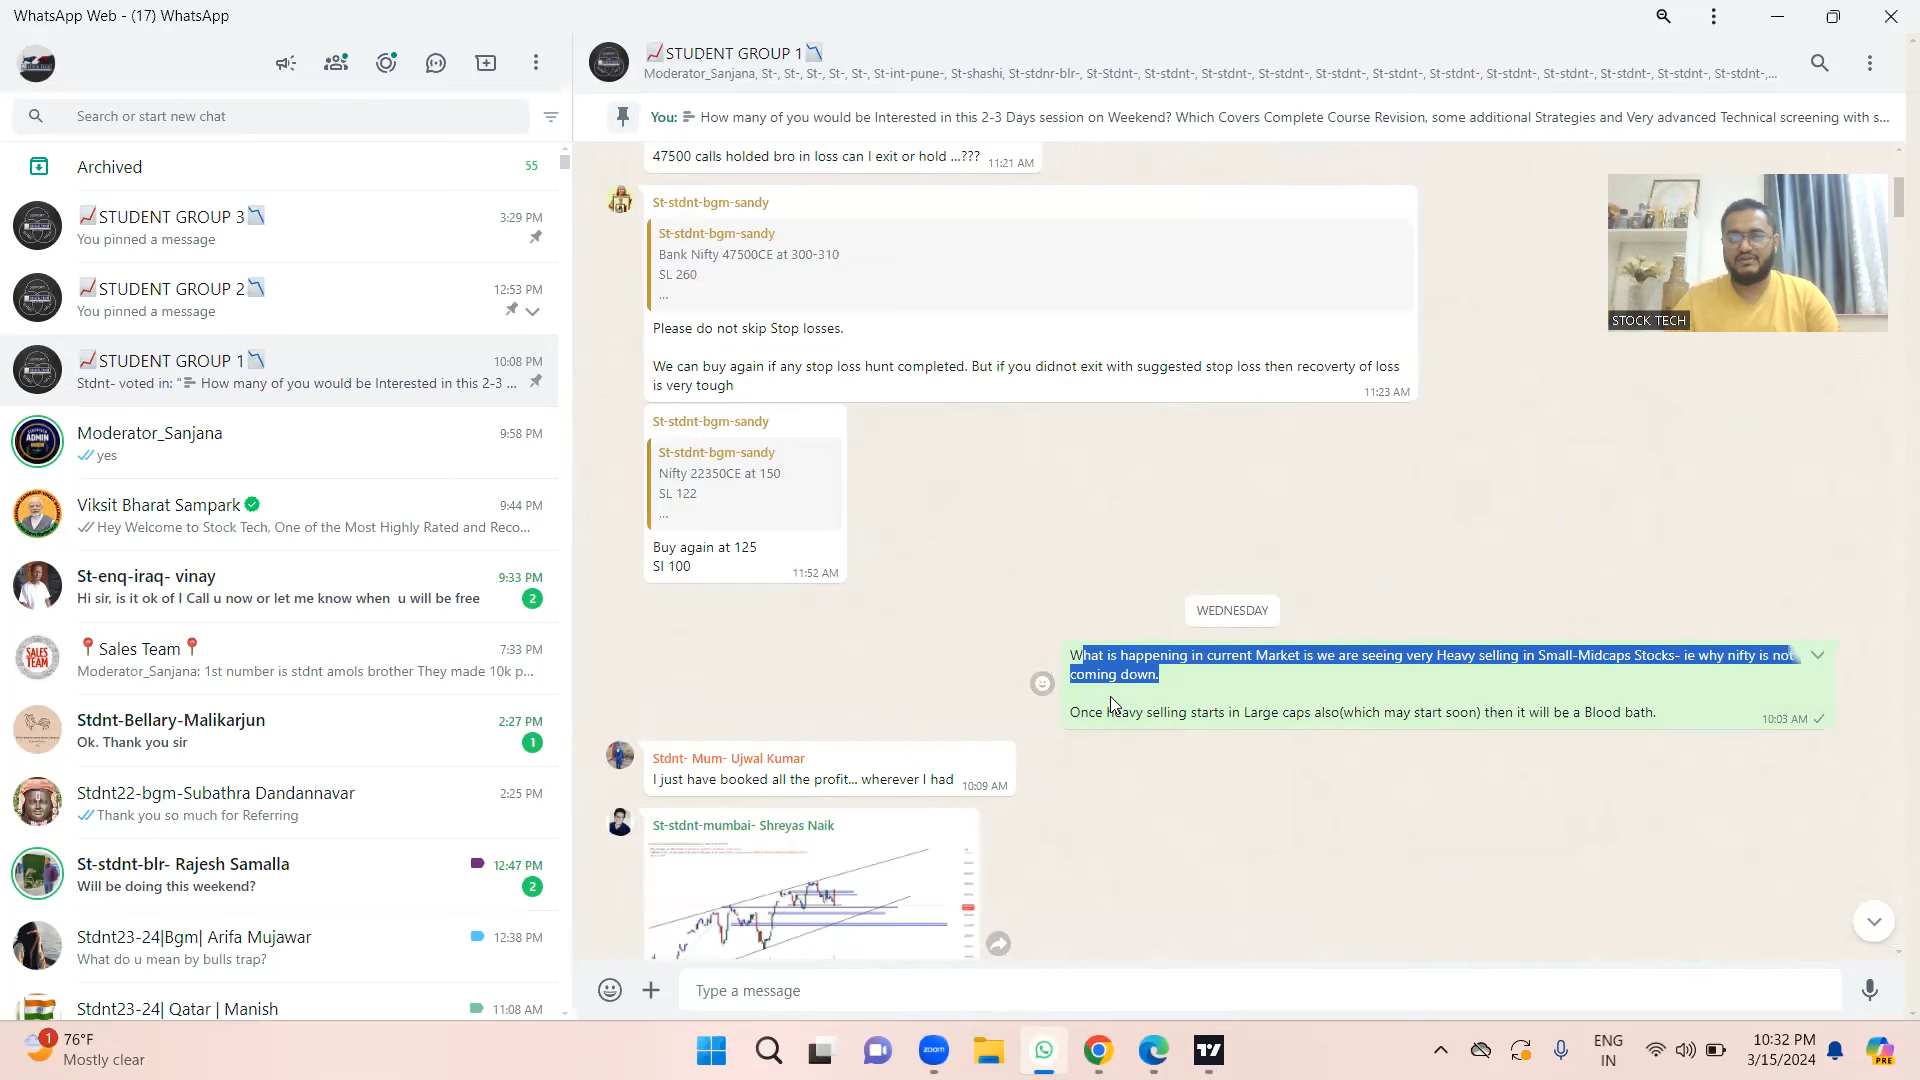 WhatsApp Web - (17) WhatsApp
Search or start new chat
Archived
55
📈STUDENT GROUP 3📉
3:29 PM
You pinned a message
📈STUDENT GROUP 2📉
12:53 PM
You pinned a message
📈STUDENT GROUP 1📉
10:08 PM
Stdnt- voted in: "How many of you would be Interested in this 2-3 ...
Moderator_Sanjana
9:58 PM
yes
Viksit Bharat Sampark
9:44 PM
Hey Welcome to Stock Tech, One of the Most Highly Rated and Reco...
St-enq-iraq- vinay
9:33 PM
Hi sir, is it ok of I Call u now or let me know when u will be free
2
📍Sales Team📍
7:33 PM
Moderator_Sanjana: 1st number is stdnt amols brother They made 10k p...
Stdnt-Bellary-Malikarjun
2:27 PM
Ok. Thank you sir
1
Stdnt22-bgm-Subathra Dandannavar
2:25 PM
Thank you so much for Referring
St-stdnt-blr- Rajesh Samalla
12:47 PM
Will be doing this weekend?
2
Stdnt23-24|Bgm| Arifa Mujawar
12:38 PM
What do u mean by bulls trap?
Stdnt23-24| Qatar | Manish
11:08 AM
📈STUDENT GROUP 1📉
Moderator_Sanjana, St-, St-, St-, St-, St-int-pune-, St-shashi, St-stdnr-blr-, St-Stdnt-, St-stdnt-, St-stdnt-, St-stdnt-, St-stdnt-, St-stdnt-, St-stdnt-, St-stdnt-, St-stdnt-, St-stdnt-, St-stdnt-,...
You: How many of you would be Interested in this 2-3 Days session on Weekend? Which Covers Complete Course Revision, some additional Strategies and Very advanced Technical screening with s...
47500 calls holded bro in loss can I exit or hold ...???
11:21 AM
St-stdnt-bgm-sandy
St-stdnt-bgm-sandy
Bank Nifty 47500CE at 300-310
SL 260
...
Please do not skip Stop losses.
We can buy again if any stop loss hunt completed. But if you didnot exit with suggested stop loss then recoverty of loss
is very tough
11:23 AM
St-stdnt-bgm-sandy
St-stdnt-bgm-sandy
Nifty 22350CE at 150
SL 122
...
Buy again at 125
Sl 100
11:52 AM
WEDNESDAY
What is happening in current Market is we are seeing very Heavy selling in Small-Midcaps Stocks- ie why nifty is not
coming down.
Once Heavy selling starts in Large caps also(which may start soon) then it will be a Blood bath.
10:03 AM
Stdnt- Mum- Ujwal Kumar
I just have booked all the profit... wherever I had
10:09 AM
St-stdnt-mumbai- Shreyas Naik
STOCK TECH
Type a message
1
76°F
Mostly clear
zoom
ENG
IN
10:32 PM
3/15/2024
PRE